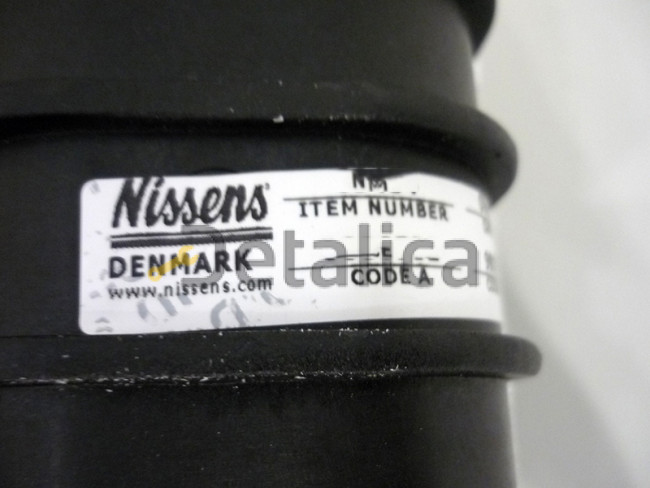 Nissens
DENMARK
www.nissens.com
ITEM NUMBER
CODE A
Detalica